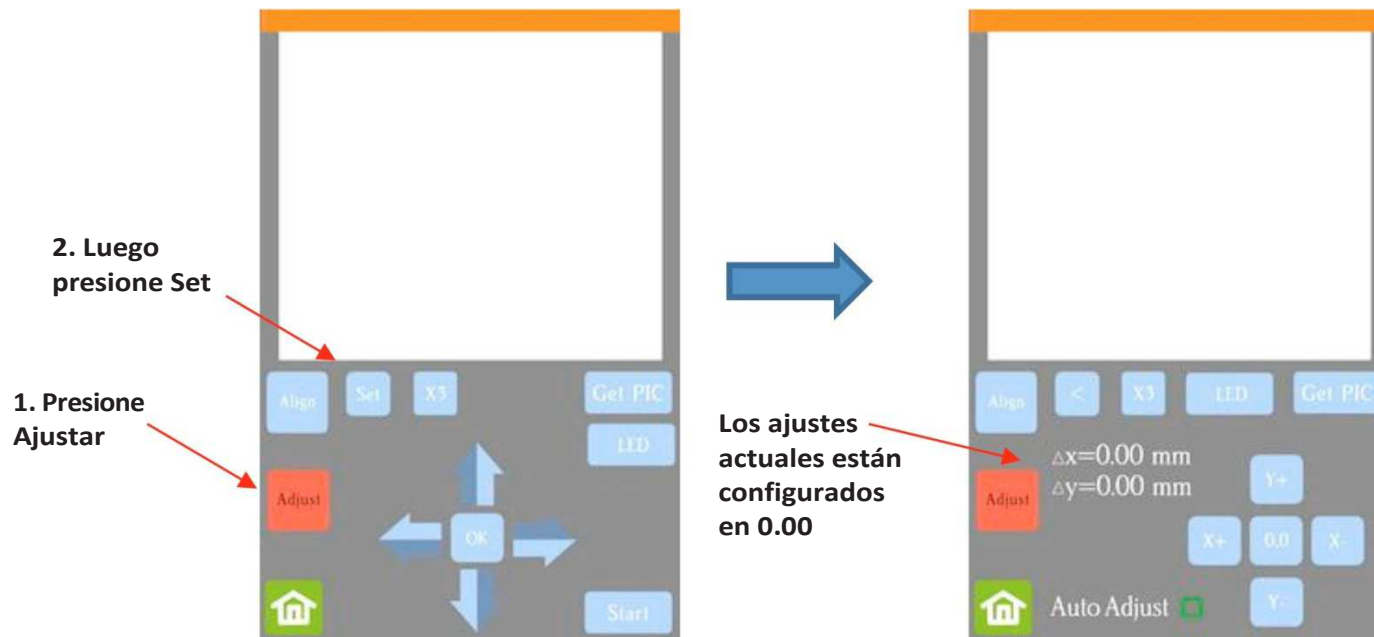 2. Luego
presione Set
1. Presione
Ajustar
Align
Set
X3
Get PIC
LED
Adjust
OK
Start
Los ajustes
actuales están
configurados
en 0.00
Align
<
X3
LED
Get PIC
Adjust
△x=0.00 mm
△y=0.00 mm
Y+
X+
0.0
X-
Y-
Auto Adjust